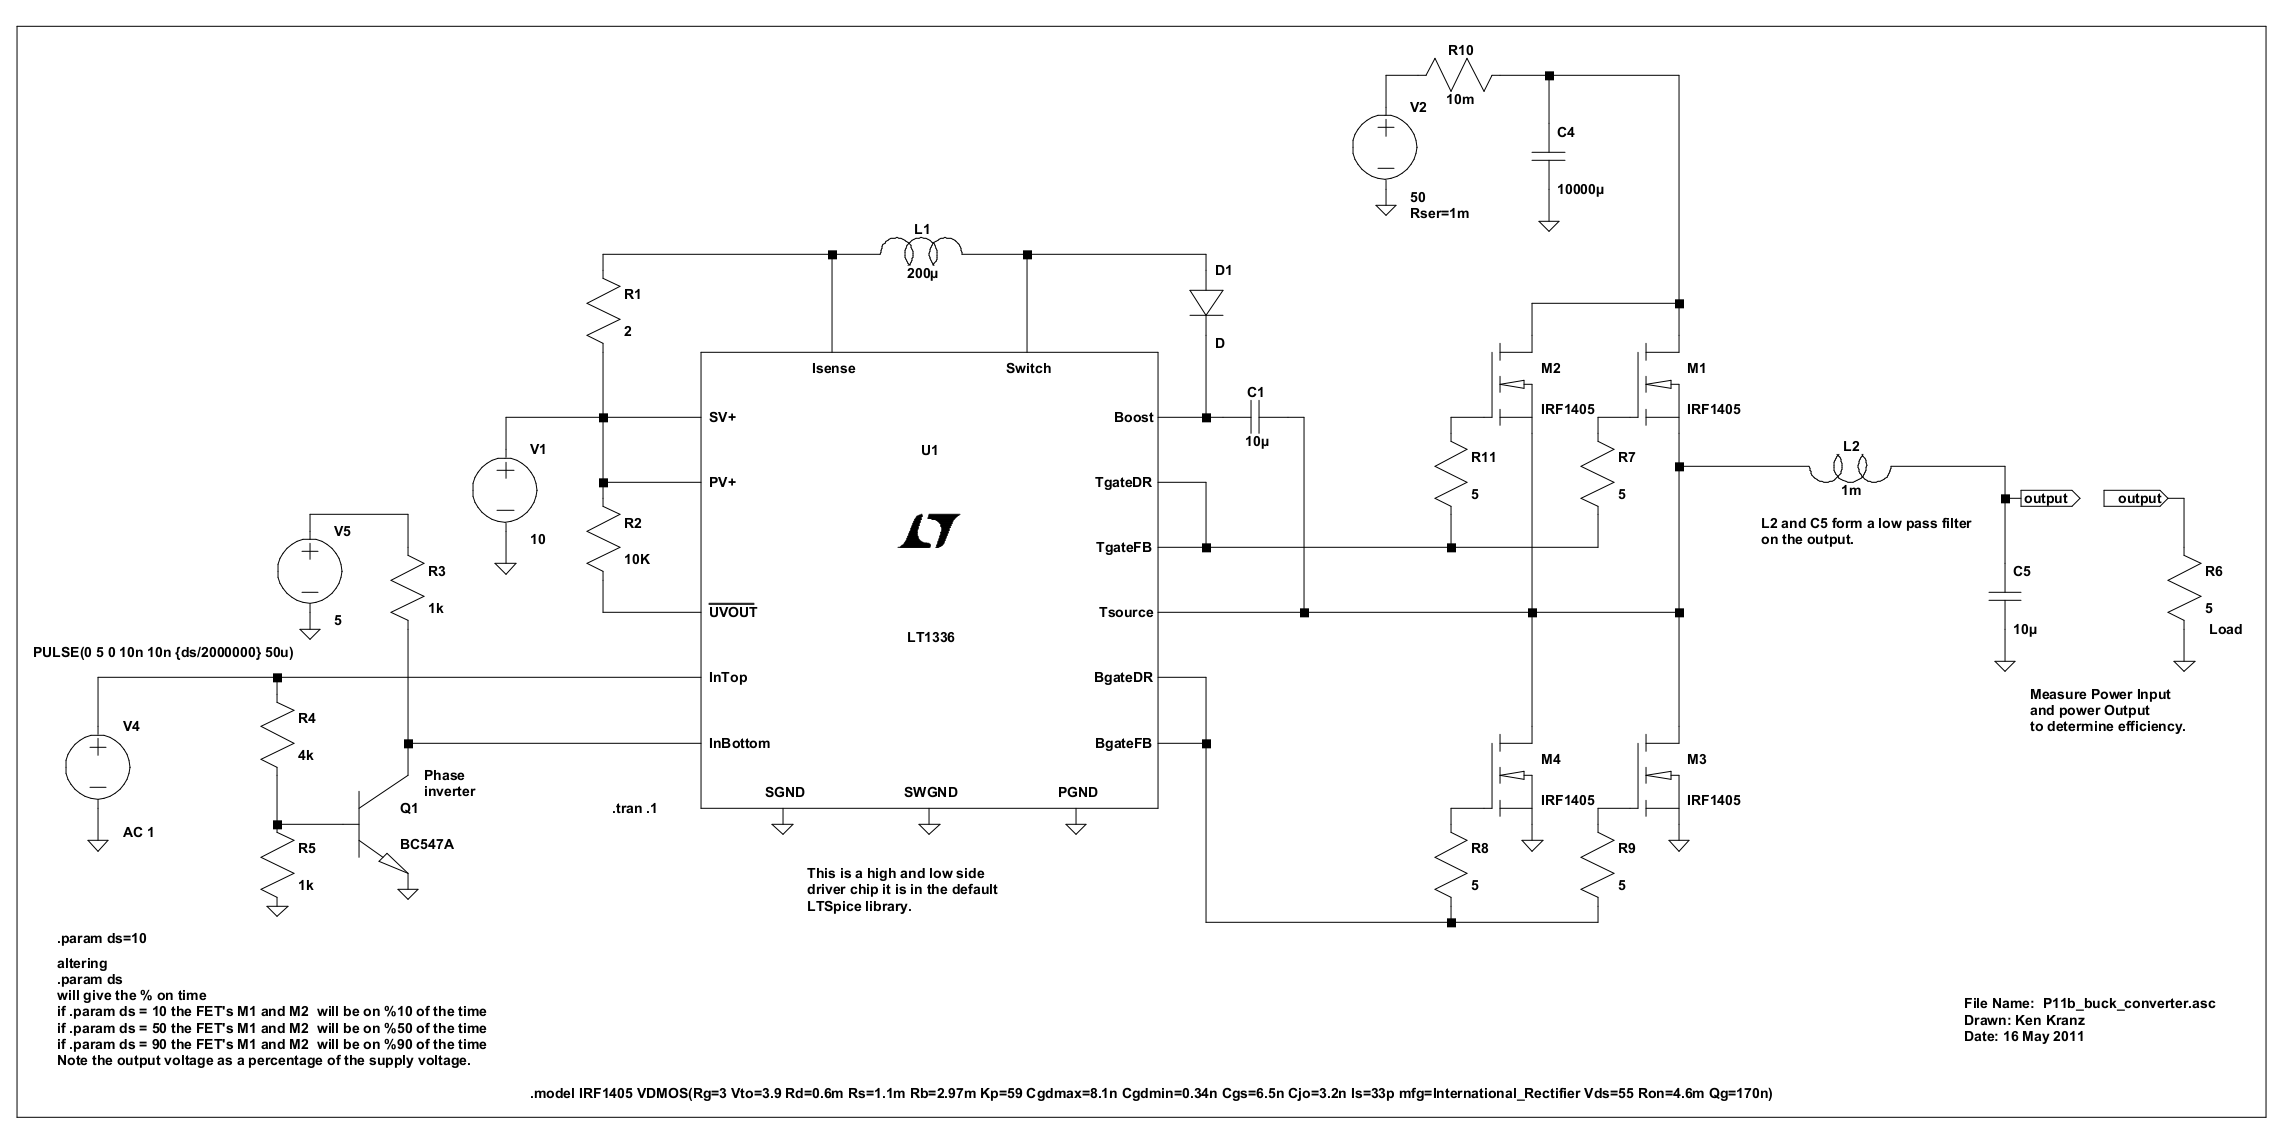 R10
10m
V2
50
Rser=1m
C4
10000µ
L1
200µ
D1
D
R1
2
Isense
Switch
SV+
PV+
UVOUT
InTop
InBottom
Boost
TgateDR
TgateFB
Tsource
BgateDR
BgateFB
SGND
SWGND
PGND
U1
LT1336
C1
10µ
V1
10
R2
10K
V5
5
R3
1k
PULSE(0 5 0 10n 10n {ds/2000000} 50u)
V4
AC 1
R4
4k
R5
1k
Phase
inverter
Q1
BC547A
.tran .1
This is a high and low side
driver chip it is in the default
LTSpice library.
M2
IRF1405
M1
IRF1405
R11
5
R7
5
L2
1m
L2 and C5 form a low pass filter
on the output.
output
output
C5
10µ
R6
5
Load
Measure Power Input
and power Output
to determine efficiency.
M4
IRF1405
M3
IRF1405
R8
5
R9
5
.param ds=10
altering
.param ds
will give the % on time
if .param ds = 10 the FET's M1 and M2 will be on %10 of the time
if .param ds = 50 the FET's M1 and M2 will be on %50 of the time
if .param ds = 90 the FET's M1 and M2 will be on %90 of the time
Note the output voltage as a percentage of the supply voltage.
File Name: P11b_buck_converter.asc
Drawn: Ken Kranz
Date: 16 May 2011
.model IRF1405 VDMOS(Rg=3 Vto=3.9 Rd=0.6m Rs=1.1m Rb=2.97m Kp=59 Cgdmax=8.1n Cgdmin=0.34n Cgs=6.5n Cjo=3.2n Is=33p mfg=International_Rectifier Vds=55 Ron=4.6m Qg=170n)